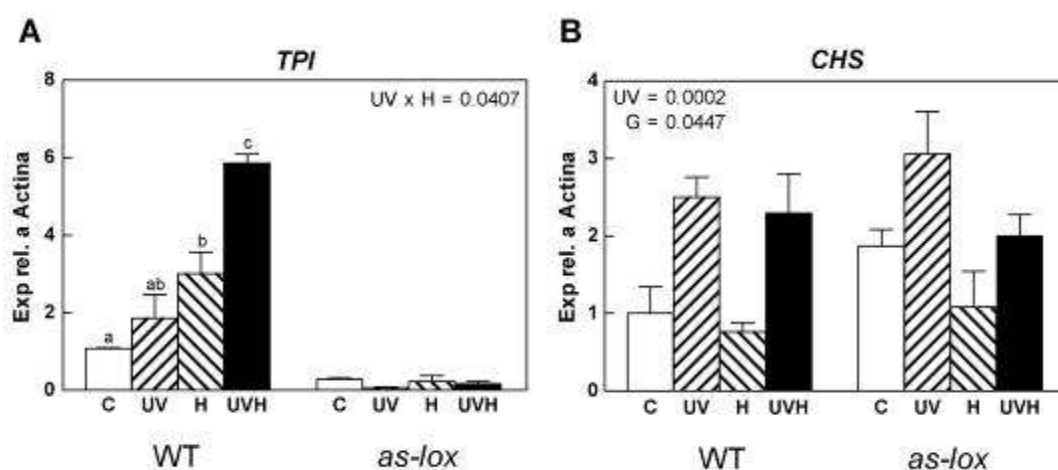 A
TPI
8
6
4
2
0
Exp rel. a Actina
UV x H = 0.0407
a
ab
b
c
C UV H UVH C UV H UVH
WT as-lox
B
CHS
4
3
2
1
0
Exp rel. a Actina
UV = 0.0002
G = 0.0447
C UV H UVH C UV H UVH
WT as-lox